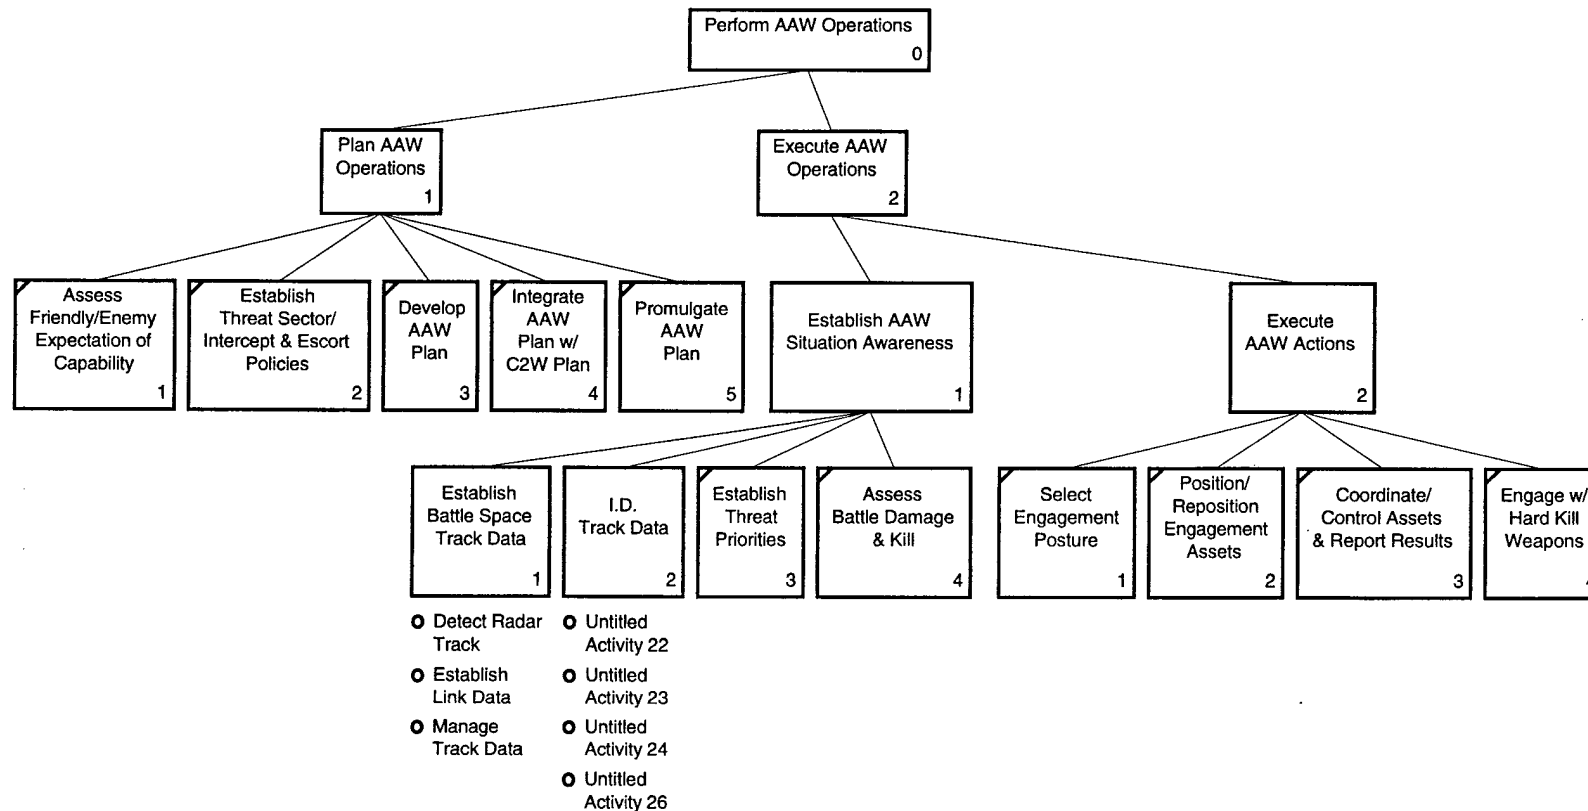 Perform AAW Operations
0
Plan AAW
Operations
1
Execute AAW
Operations
2
Assess
Friendly/Enemy
Expectation of
Capability
1
Establish
Threat Sector/
Intercept & Escort
Policies
2
Develop
AAW
Plan
3
Integrate
AAW
Plan w/
C2W Plan
4
Promulgate
AAW
Plan
5
Establish AAW
Situation Awareness
1
Execute
AAW Actions
2
Establish
Battle Space
Track Data
1
I.D.
Track Data
2
Establish
Threat
Priorities
3
Assess
Battle Damage
& Kill
4
Select
Engagement
Posture
1
Position/
Reposition
Engagement
Assets
2
Coordinate/
Control Assets
& Report Results
3
Engage w/
Hard Kill
Weapons
Detect Radar
Track
Establish
Link Data
Manage
Track Data
Untitled
Activity 22
Untitled
Activity 23
Untitled
Activity 24
Untitled
Activity 26